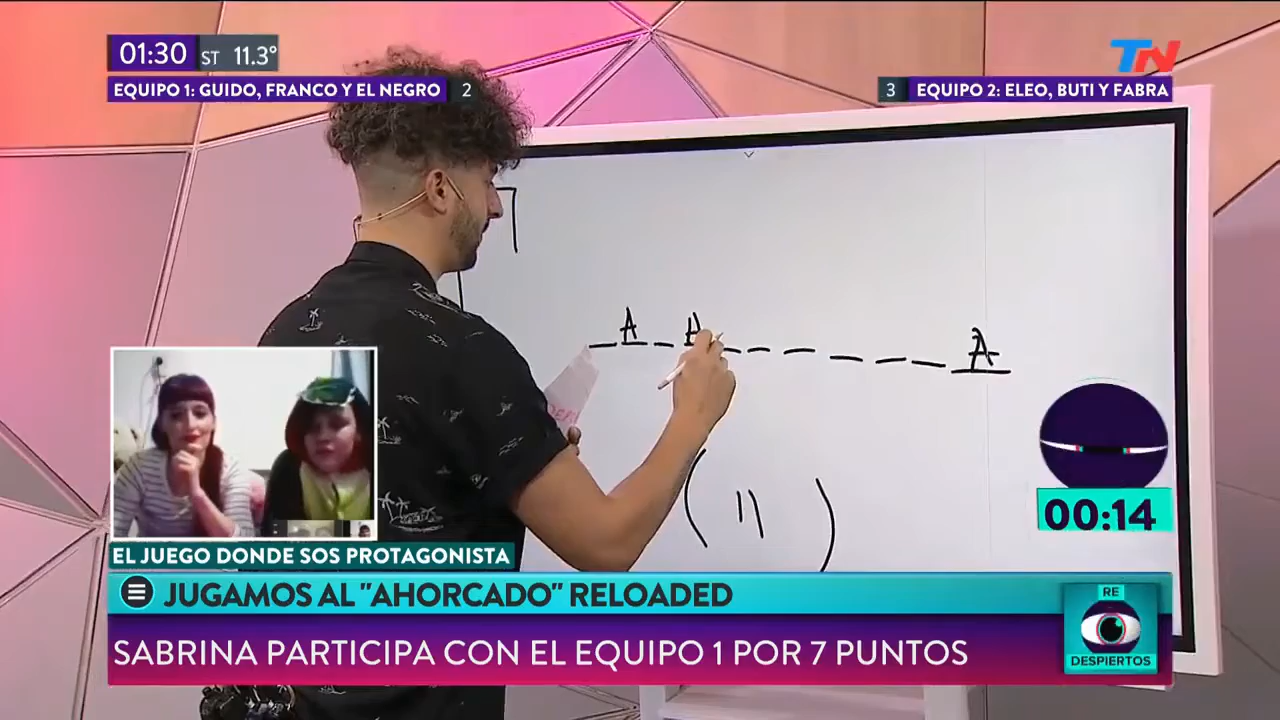 01:30 ST 11.3°
TN
EQUIPO 1: GUIDO, FRANCO Y EL NEGRO 2
3 EQUIPO 2: ELEO, BUTI Y FABRA
_ A _ A _ _ _ _ _ _ A
( 11 )
00:14
EL JUEGO DONDE SOS PROTAGONISTA
JUGAMOS AL "AHORCADO" RELOADED
SABRINA PARTICIPA CON EL EQUIPO 1 POR 7 PUNTOS
RE
DESPIERTOS